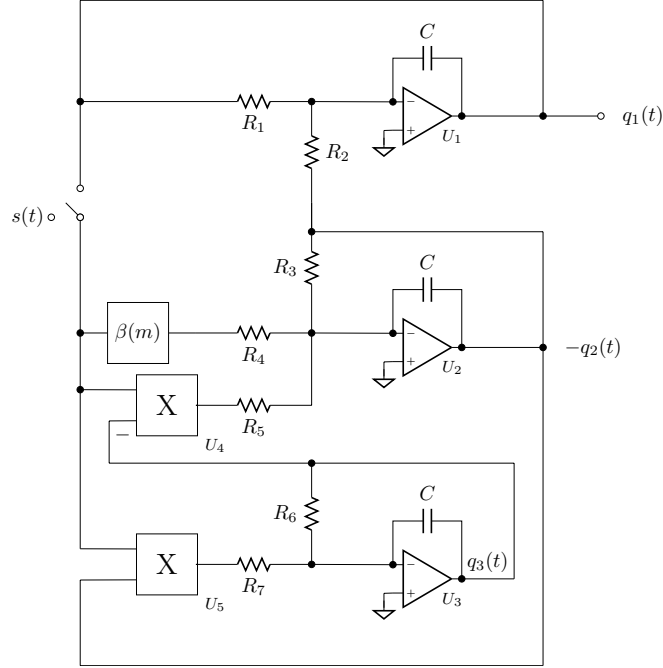 C
−
+
R₁
U₁
q₁(t)
R₂
s(t)
R₃
C
β(m)
−
+
R₄
U₂
−q₂(t)
X
−
R₅
U₄
C
R₆
X
−
+
q₃(t)
R₇
U₃
U₅